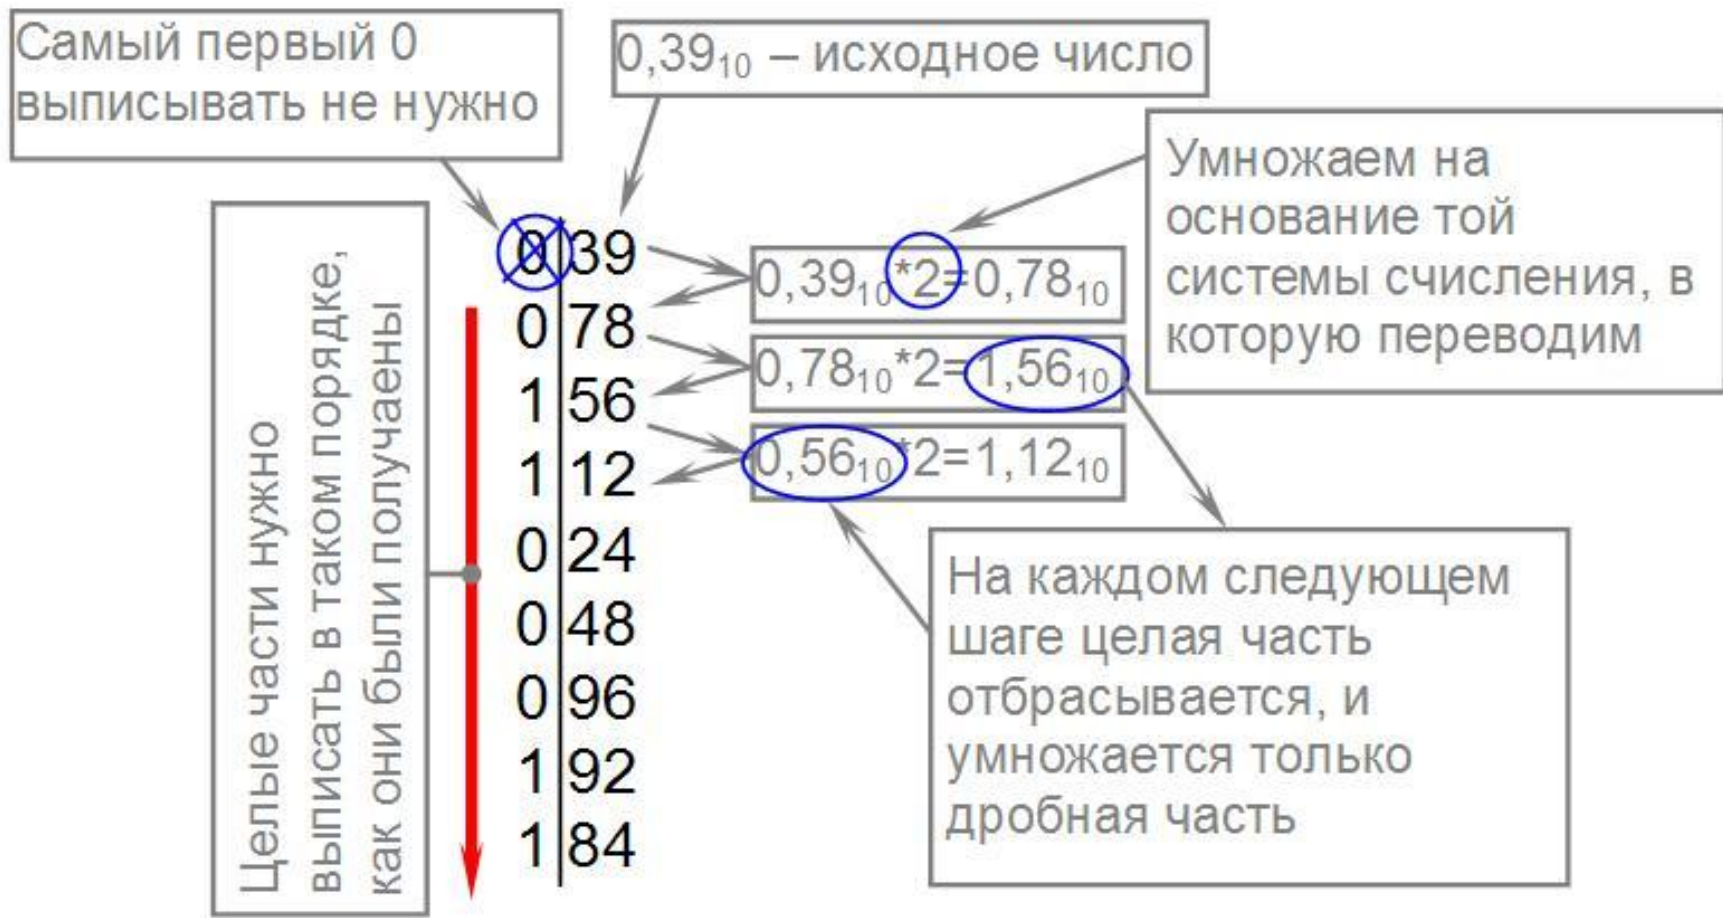 Самый первый 0
выписывать не нужно
0,39₁₀ – исходное число
Умножаем на
основание той
системы счисления, в
которую переводим
Целые части нужно
выписать в таком порядке,
как они были получаены
0 39
0 78
1 56
1 12
0 24
0 48
0 96
1 92
1 84
0,39₁₀*2=0,78₁₀
0,78₁₀*2=1,56₁₀
0,56₁₀*2=1,12₁₀
На каждом следующем
шаге целая часть
отбрасывается, и
умножается только
дробная часть